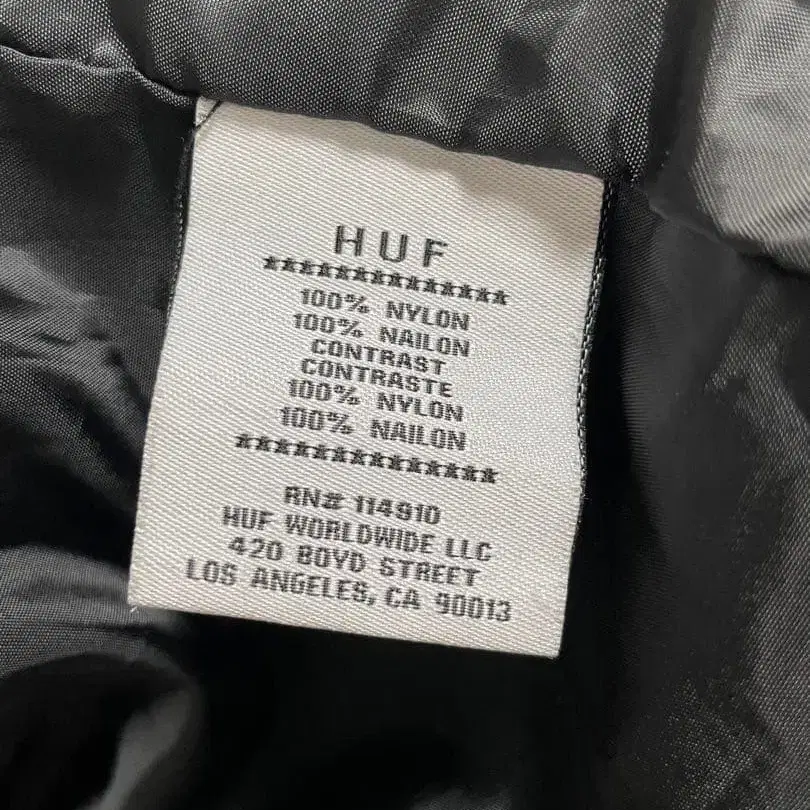 HUF
**************
100% NYLON
100% NAILON
CONTRAST
CONTRASTE
100% NYLON
100% NAILON
***************
RN# 114910
HUF WORLDWIDE LLC
420 BOYD STREET
LOS ANGELES, CA 90013